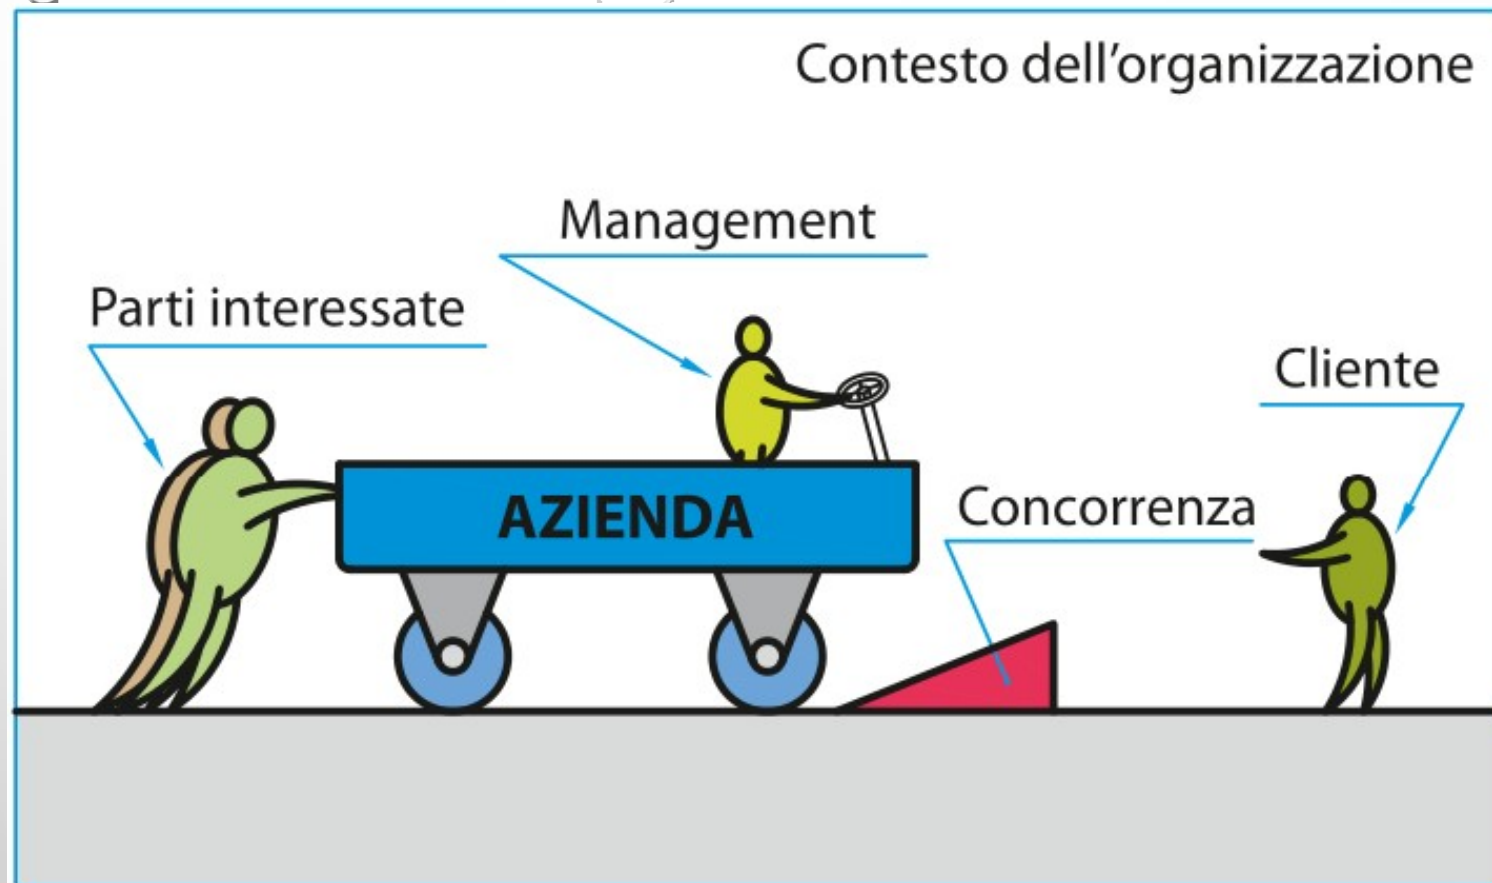 Contesto dell’organizzazione
Management
Parti interessate
Cliente
Concorrenza
AZIENDA